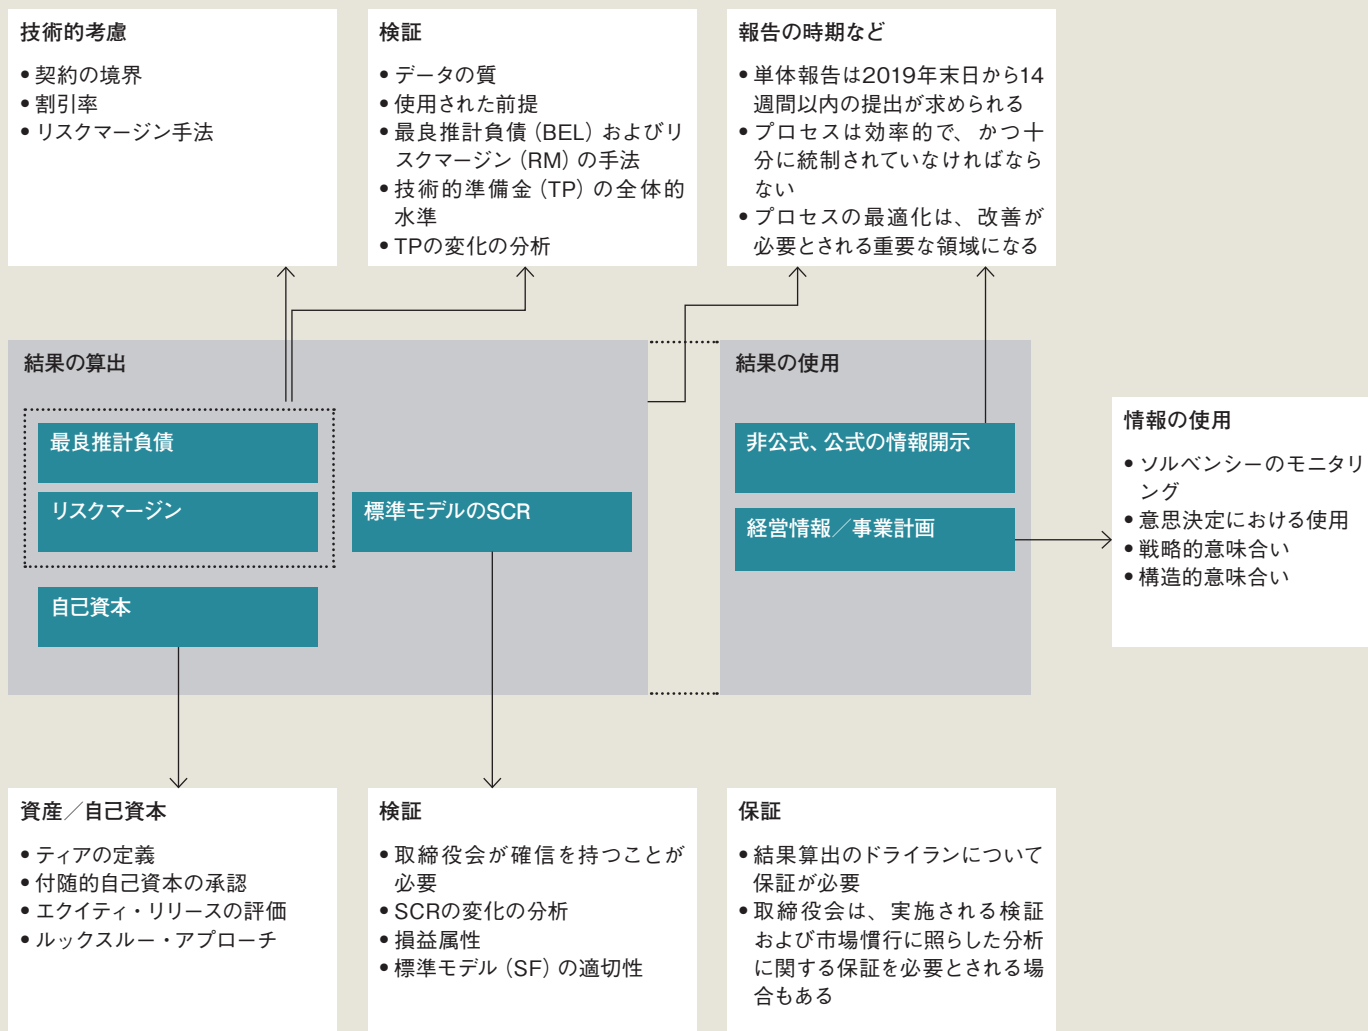 技術的考慮
• 契約の境界
• 割引率
• リスクマージン手法
検証
• データの質
• 使用された前提
• 最良推計負債（BEL）およびリ
スクマージン（RM）の手法
• 技術的準備金（TP）の全体的
水準
• TPの変化の分析
報告の時期など
• 単体報告は2019年末日から14
週間以内の提出が求められる
• プロセスは効率的で、かつ十
分に統制されていなければなら
ない
• プロセスの最適化は、改善が
必要とされる重要な領域になる
結果の算出
最良推計負債
リスクマージン
標準モデルのSCR
自己資本
結果の使用
非公式、公式の情報開示
経営情報／事業計画
情報の使用
• ソルベンシーのモニタリ
ング
• 意思決定における使用
• 戦略的意味合い
• 構造的意味合い
資産／自己資本
• ティアの定義
• 付随的自己資本の承認
• エクイティ・リリースの評価
• ルックスルー・アプローチ
検証
• 取締役会が確信を持つことが
必要
• SCRの変化の分析
• 損益属性
• 標準モデル（SF）の適切性
保証
• 結果算出のドライランについて
保証が必要
• 取締役会は、実施される検証
および市場慣行に照らした分析
に関する保証を必要とされる場
合もある